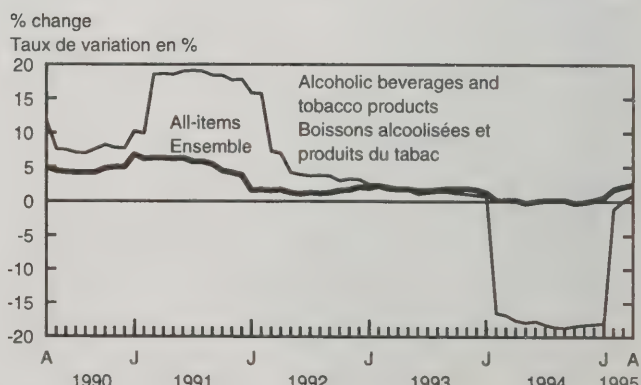 % change
Taux de variation en %
20
15
10
5
0
-5
-10
-15
-20
All-items
Ensemble
Alcoholic beverages and
tobacco products
Boissons alcoolisées et
produits du tabac
A J J J J J A
1990 1991 1992 1993 1994 1995